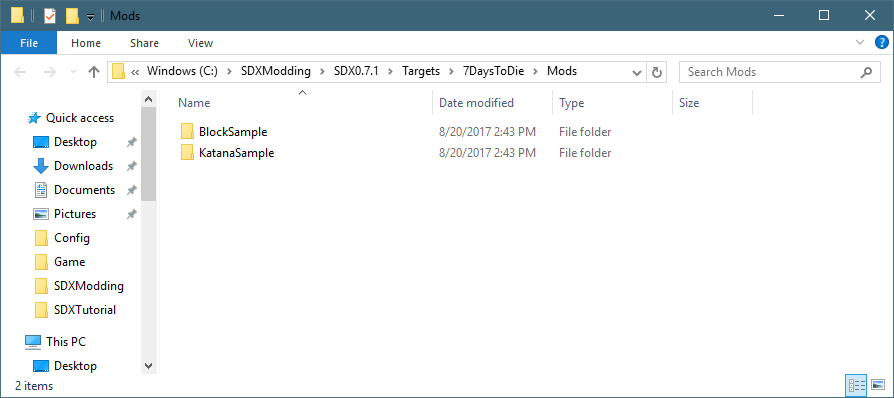 Mods
File Home Share View
« Windows (C:) > SDXModding > SDX0.7.1 > Targets > 7DaysToDie > Mods
Search Mods
Name Date modified Type Size
BlockSample 8/20/2017 2:43 PM File folder
KatanaSample 8/20/2017 2:43 PM File folder
Quick access
Desktop
Downloads
Documents
Pictures
Config
Game
SDXModding
SDXTutorial
This PC
Desktop
2 items